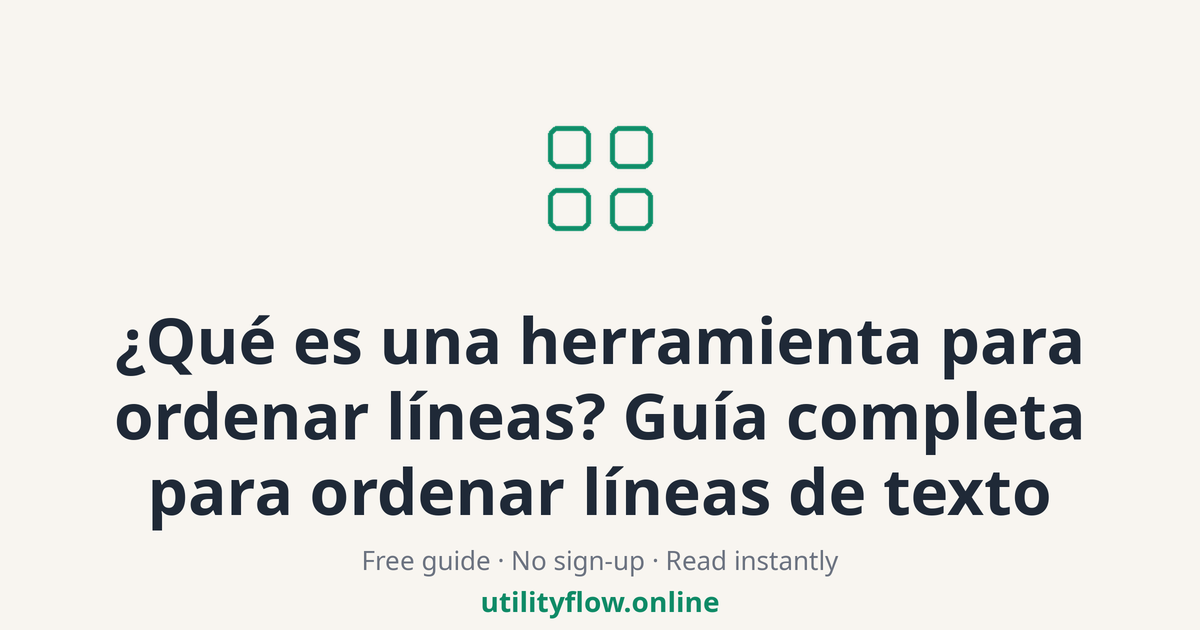 ¿Qué es una herramienta para
ordenar líneas? Guía completa
para ordenar líneas de texto
Free guide · No sign-up · Read instantly
utilityflow.online